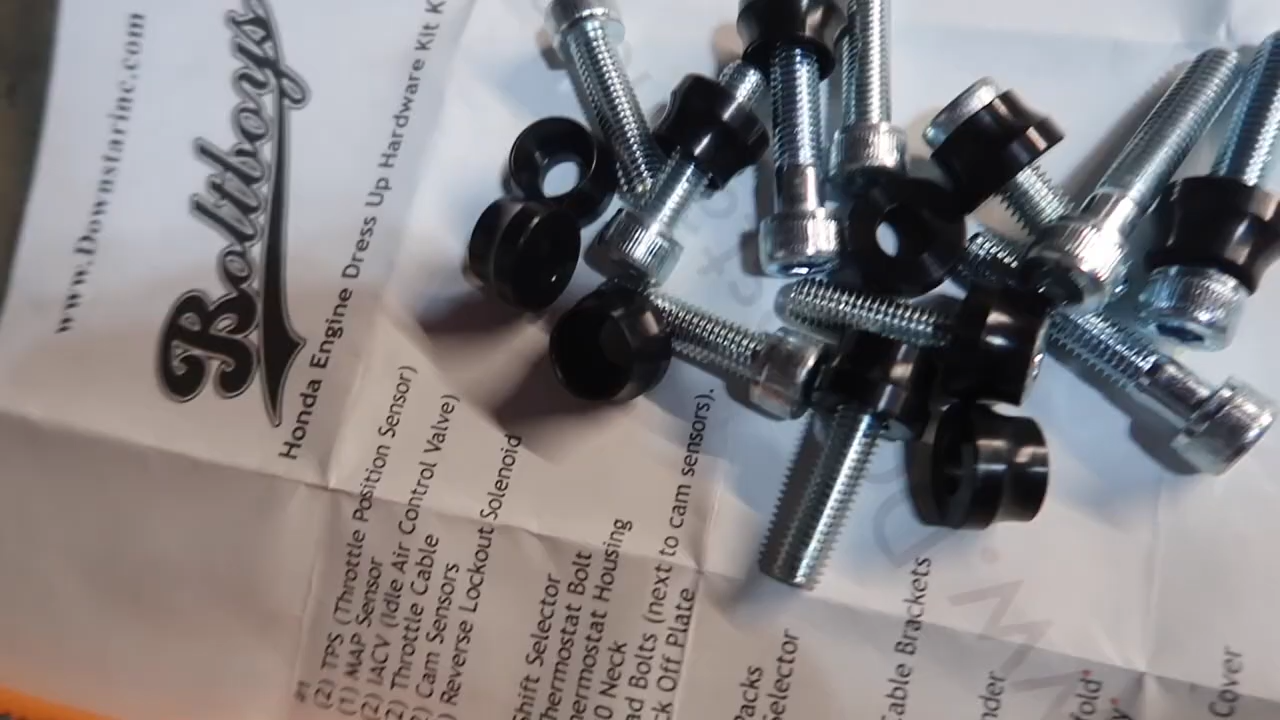 www.Downstarinc.com
Boltboys
Honda Engine Dress Up Hardware Kit K
#1
(2) TPS (Throttle Position Sensor)
(1) MAP Sensor
(2) IACV (Idle Air Control Valve)
2) Throttle Cable
) Cam Sensors
) Reverse Lockout Solenoid
Shift Selector
Thermostat Bolt
ermostat Housing
0 Neck
ad Bolts (next to cam sensors).
ck Off Plate
Packs
Selector
Cable Brackets
nder
fold*
Cover